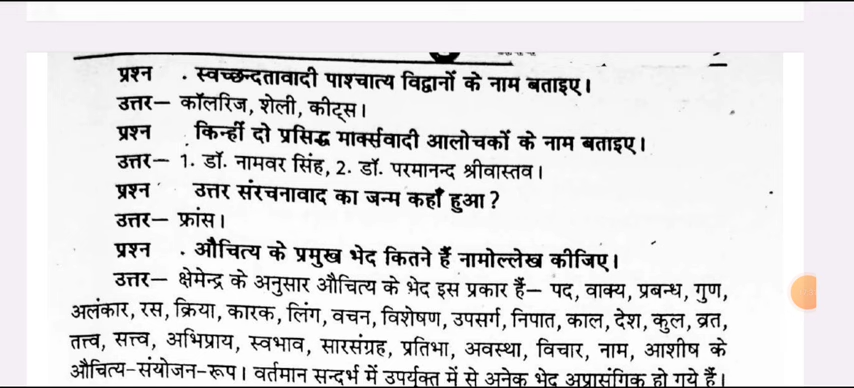 प्रश्न . स्वच्छन्दतावादी पाश्चात्य विद्वानों के नाम बताइए।
उत्तर— कॉलरिज, शेली, कीट्स।
प्रश्न किन्हीं दो प्रसिद्ध मार्क्सवादी आलोचकों के नाम बताइए।
उत्तर— 1. डॉ. नामवर सिंह, 2. डॉ. परमानन्द श्रीवास्तव।
प्रश्न उत्तर संरचनावाद का जन्म कहाँ हुआ?
उत्तर— फ्रांस।
प्रश्न . औचित्य के प्रमुख भेद कितने हैं नामोल्लेख कीजिए।
उत्तर— क्षेमेन्द्र के अनुसार औचित्य के भेद इस प्रकार हैं— पद, वाक्य, प्रबन्ध, गुण,
अलंकार, रस, क्रिया, कारक, लिंग, वचन, विशेषण, उपसर्ग, निपात, काल, देश, कुल, व्रत,
तत्त्व, सत्त्व, अभिप्राय, स्वभाव, सारसंग्रह, प्रतिभा, अवस्था, विचार, नाम, आशीष के
औचित्य-संयोजन-रूप। वर्तमान सन्दर्भ में उपर्युक्त में से अनेक भेद अप्रासंगिक हो गये हैं।